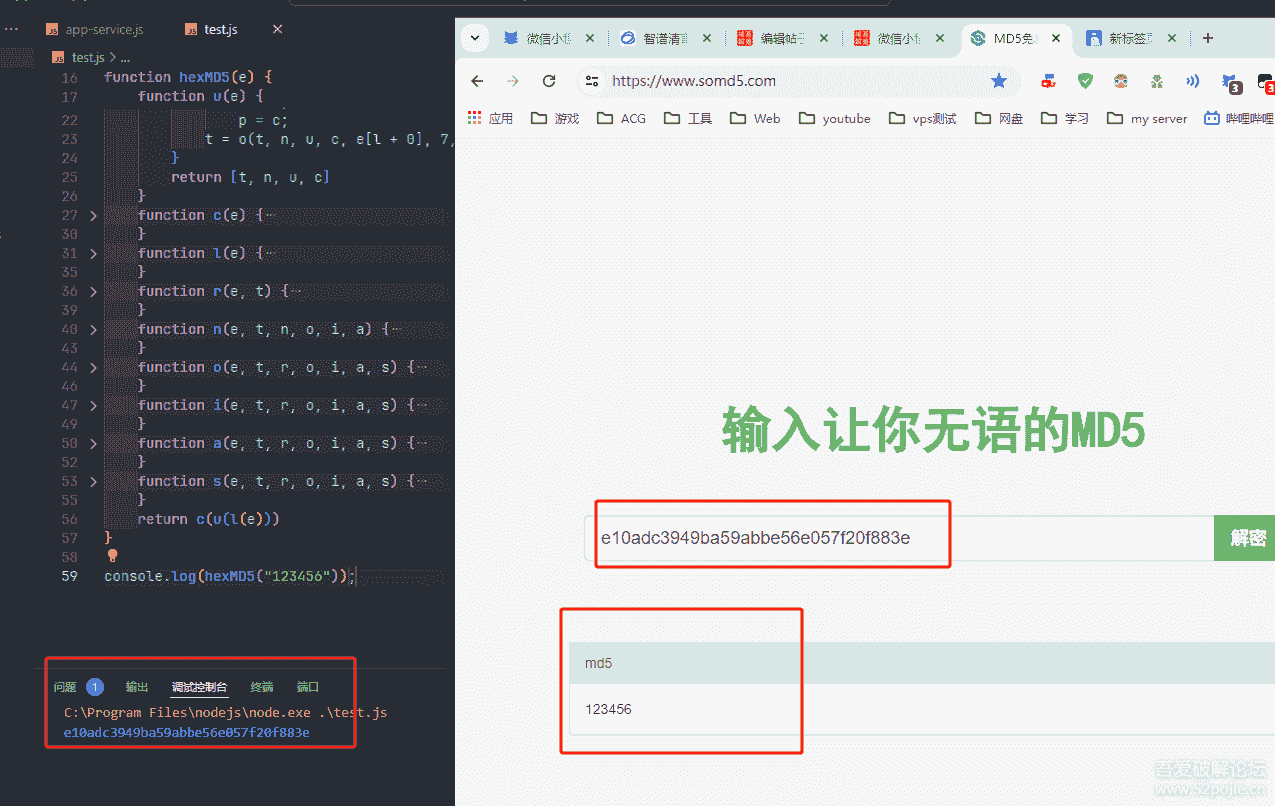 app-service.js
test.js
test.js > ...
16 function hexMD5(e) {
17 function u(e) {
22 p = c;
23 t = o(t, n, u, c, e[l + 0], 7,
24 }
25 return [t, n, u, c]
26 }
27 function c(e) {…
30 }
31 function l(e) {…
35 }
36 function r(e, t) {…
39 }
40 function n(e, t, n, o, i, a) {…
43 }
44 function o(e, t, r, o, i, a, s) {…
46 }
47 function i(e, t, r, o, i, a, s) {…
49 }
50 function a(e, t, r, o, i, a, s) {…
52 }
53 function s(e, t, r, o, i, a, s) {…
55 }
56 return c(u(l(e)))
57 }
58
59 console.log(hexMD5("123456"));
问题 1 输出 调试控制台 终端 端口
C:\Program Files\nodejs\node.exe .\test.js
e10adc3949ba59abbe56e057f20f883e
微信小
智谱清
编辑帖子
微信小
MD5免
新标签页
https://www.somd5.com
3
3
应用 游戏 ACG 工具 Web youtube vps测试 网盘 学习 my server 哔哩哔哩
输入让你无语的MD5
e10adc3949ba59abbe56e057f20f883e
解密
md5
123456
吾爱破解论坛
www.52pojie.cn